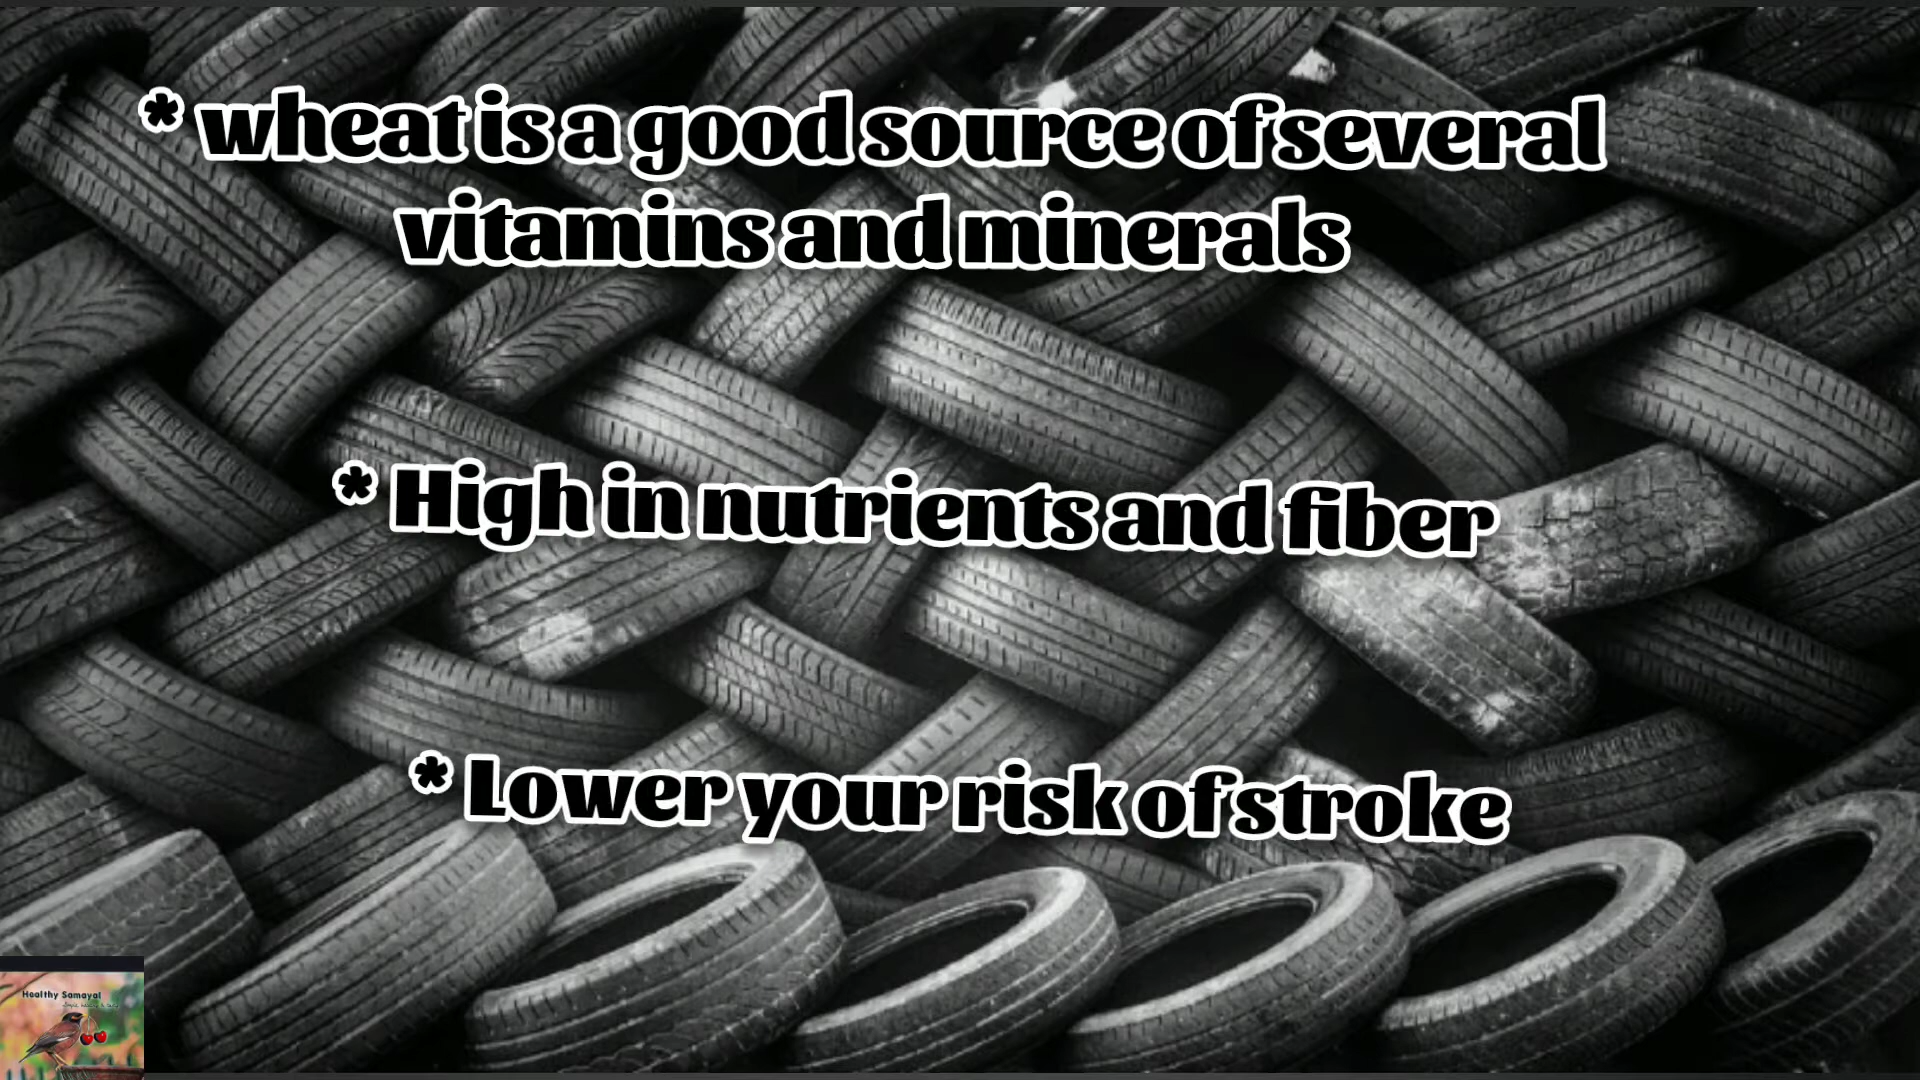 * wheat is a good source of several
vitamins and minerals
* High in nutrients and fiber
* Lower your risk of stroke
Healthy Samayal